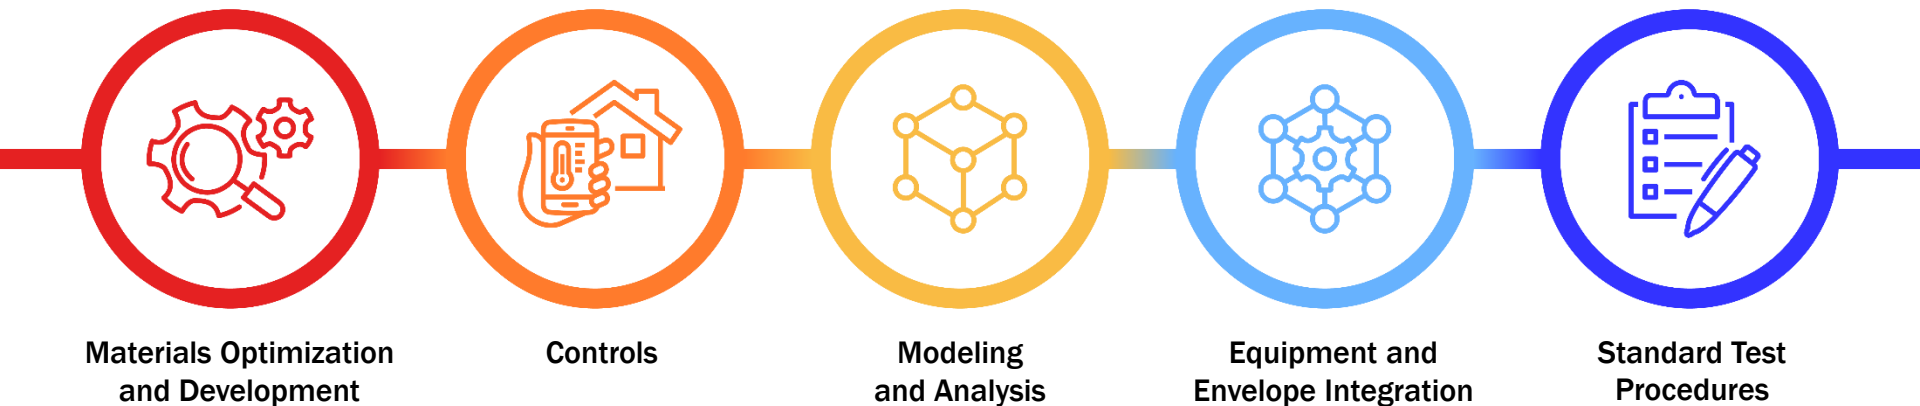 Materials Optimization
and Development
Controls
Modeling
and Analysis
Equipment and
Envelope Integration
Standard Test
Procedures